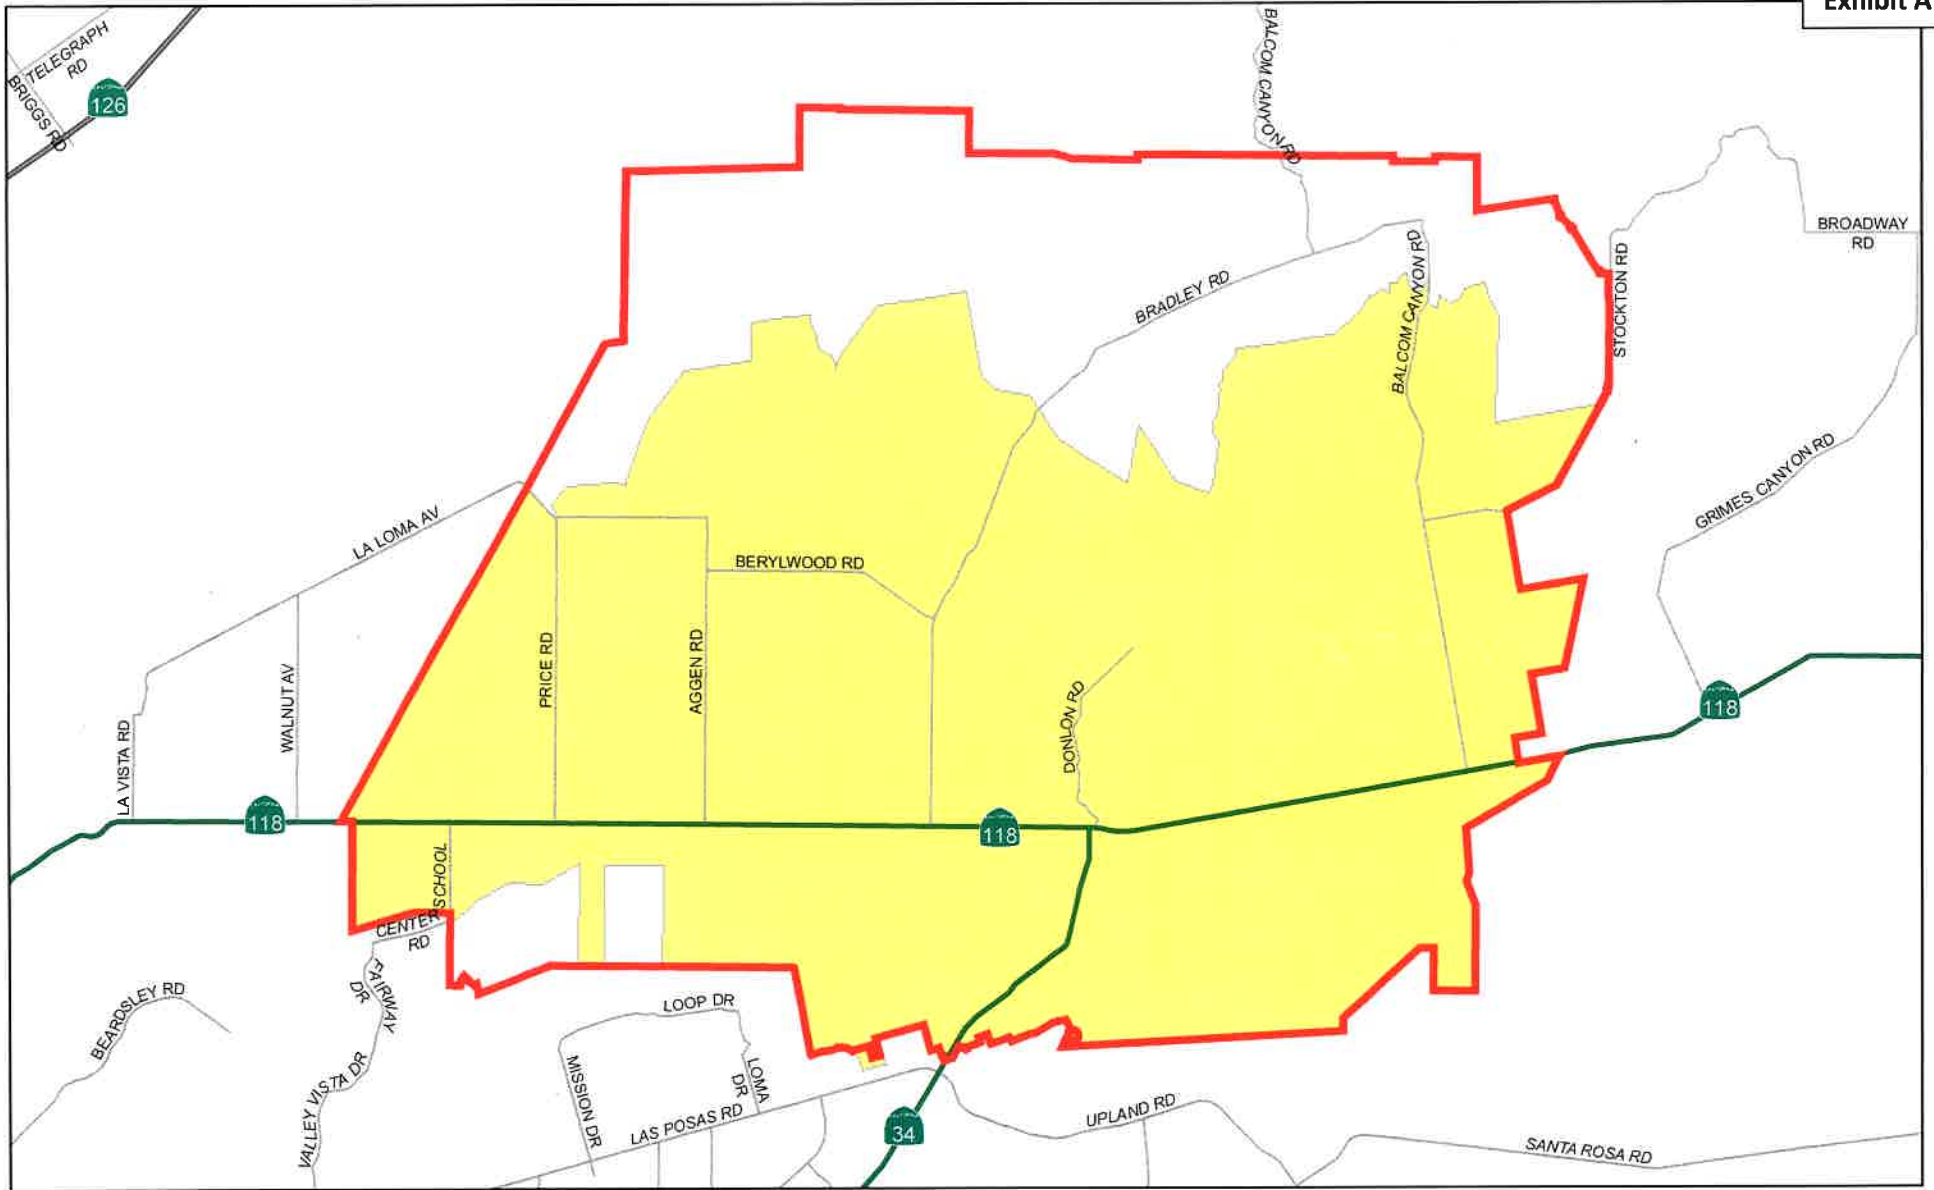 Exhibit A
TELEGRAPH
RD
BRIGGS RD
126
BALCOM CANYON RD
BROADWAY
RD
STOCKTON RD
BRADLEY RD
BALCOM CANYON RD
GRIMES CANYON RD
LA LOMA AV
BERYLWOOD RD
PRICE RD
AGGEN RD
WALNUT AV
LA VISTA RD
DONLON RD
118
118
118
SCHOOL
CENTER
RD
FAIRWAY
DR
BEARDSLEY RD
LOOP DR
VALLEY VISTA DR
MISSION DR
LOMA
DR
LAS POSAS RD
34
UPLAND RD
SANTA ROSA RD